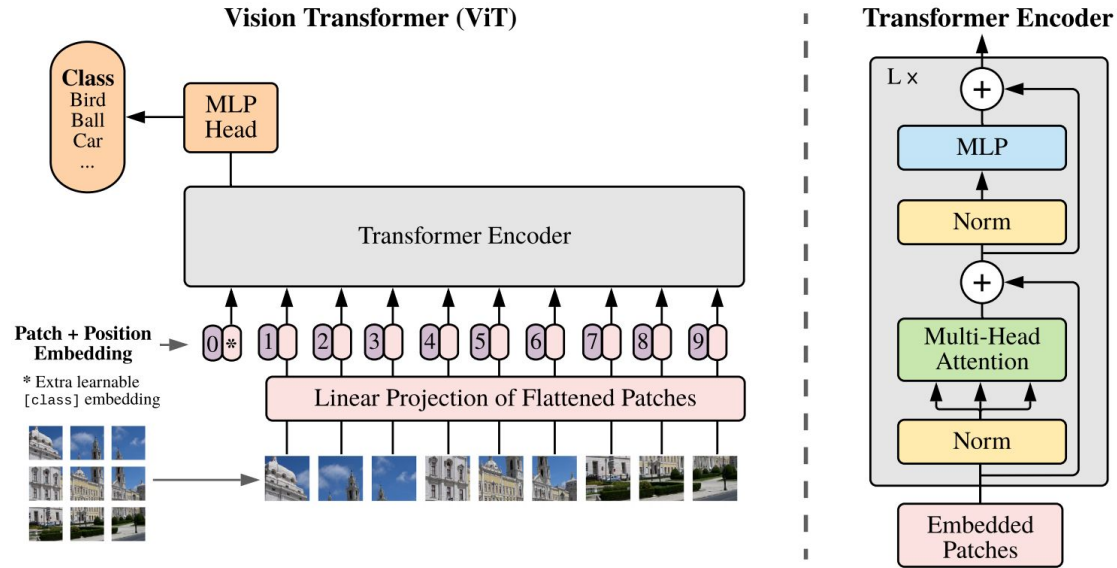 Vision Transformer (ViT)
Class
Bird
Ball
Car
...
MLP
Head
Transformer Encoder
Patch + Position
Embedding
0 * 1 2 3 4 5 6 7 8 9
* Extra learnable
[class] embedding
Linear Projection of Flattened Patches
Transformer Encoder
L ×
+
MLP
Norm
+
Multi-Head
Attention
Norm
Embedded
Patches